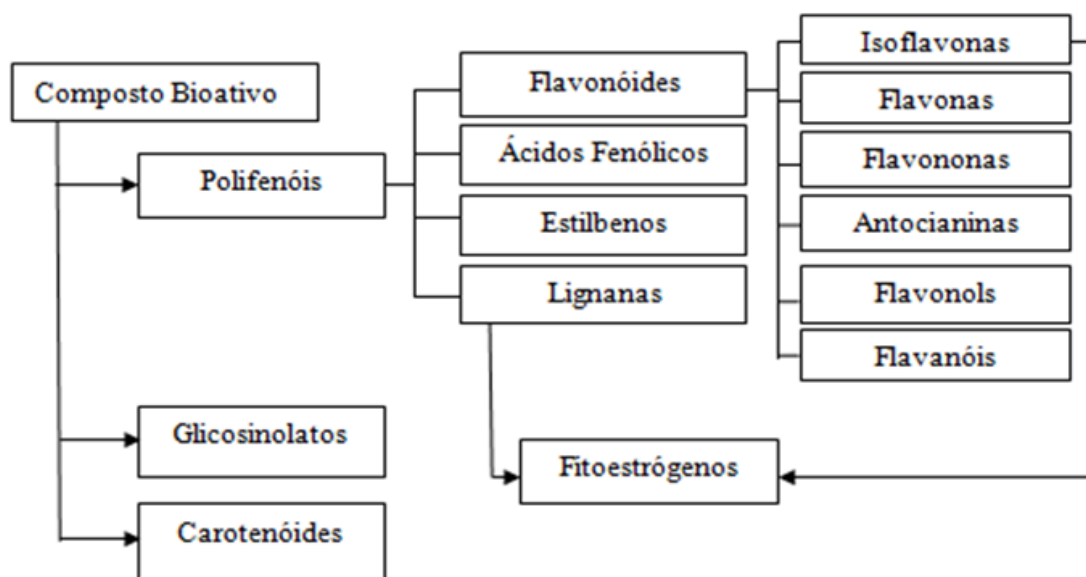 Composto Bioativo
Polifenóis
Glicosinolatos
Carotenóides
Flavonóides
Ácidos Fenólicos
Estilbenos
Lignanas
Fitoestrógenos
Isoflavonas
Flavonas
Flavononas
Antocianinas
Flavonols
Flavanóis